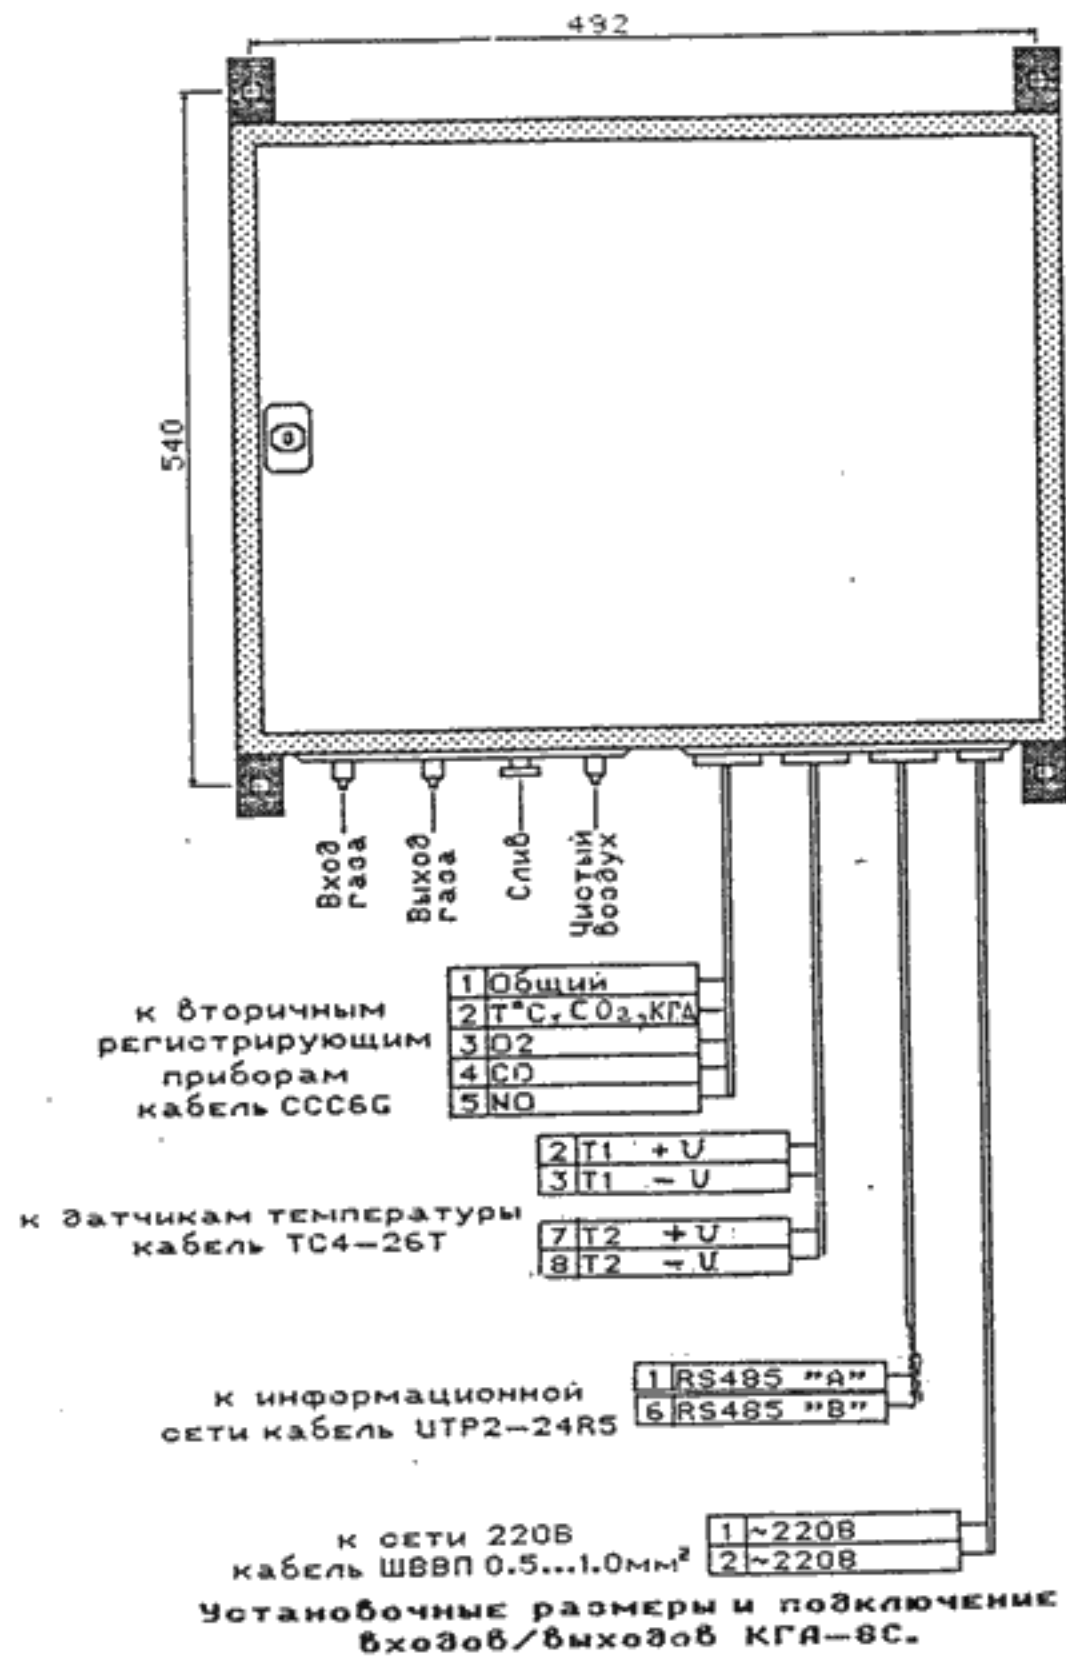 492
540
Вход
газа
Выход
газа
Слив
Чистый
воздух
к вторичным
регистрирующим
приборам
кабель CCC6G
1 Общий
2 T°C, CO2, КГА
3 O2
4 CO
5 NO
2 T1 + U
3 T1 - U
к датчикам температуры
кабель TC4-26T
7 T2 + U
8 T2 - U
к информационной
сети кабель UTP2-24R5
1 RS485 "A"
6 RS485 "B"
к сети 220В
кабель ШВВП 0.5...1.0мм²
1 ~220В
2 ~220В
Установочные размеры и подключение
входов/выходов КГА-8С.